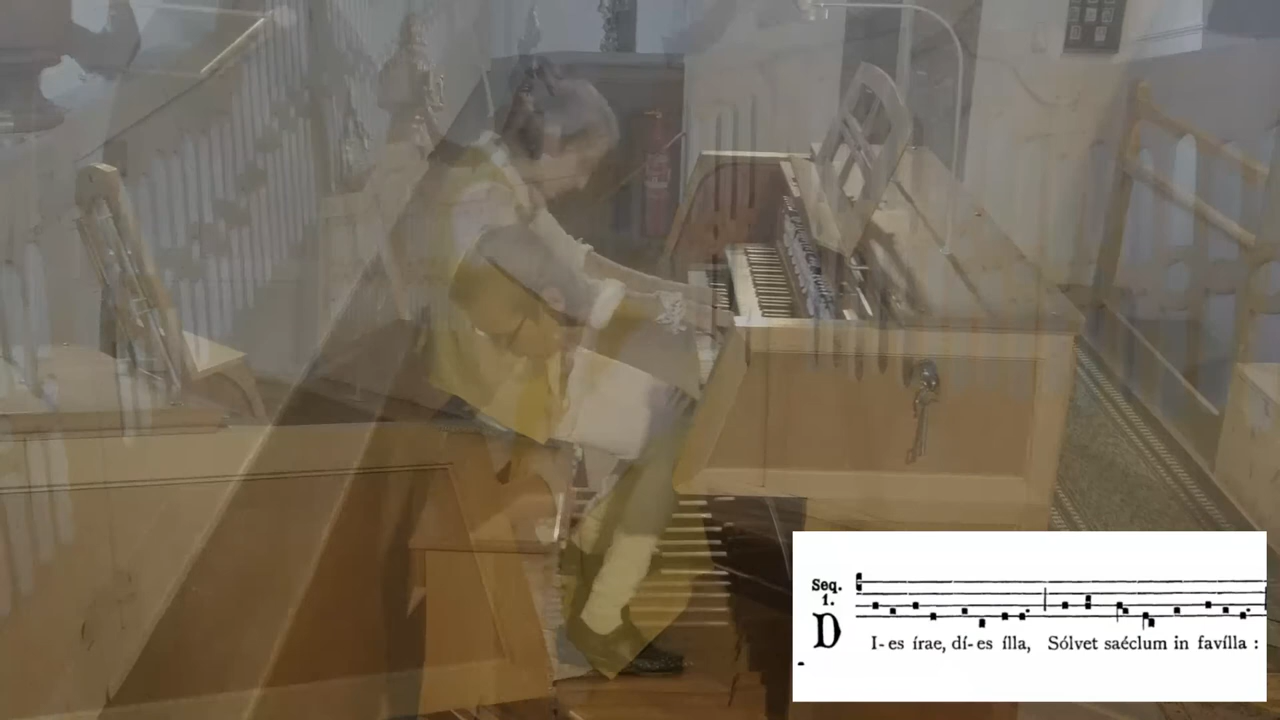 Seq.
1.
D
I- es írae, dí- es ílla, Sólvet saéclum in favílla :